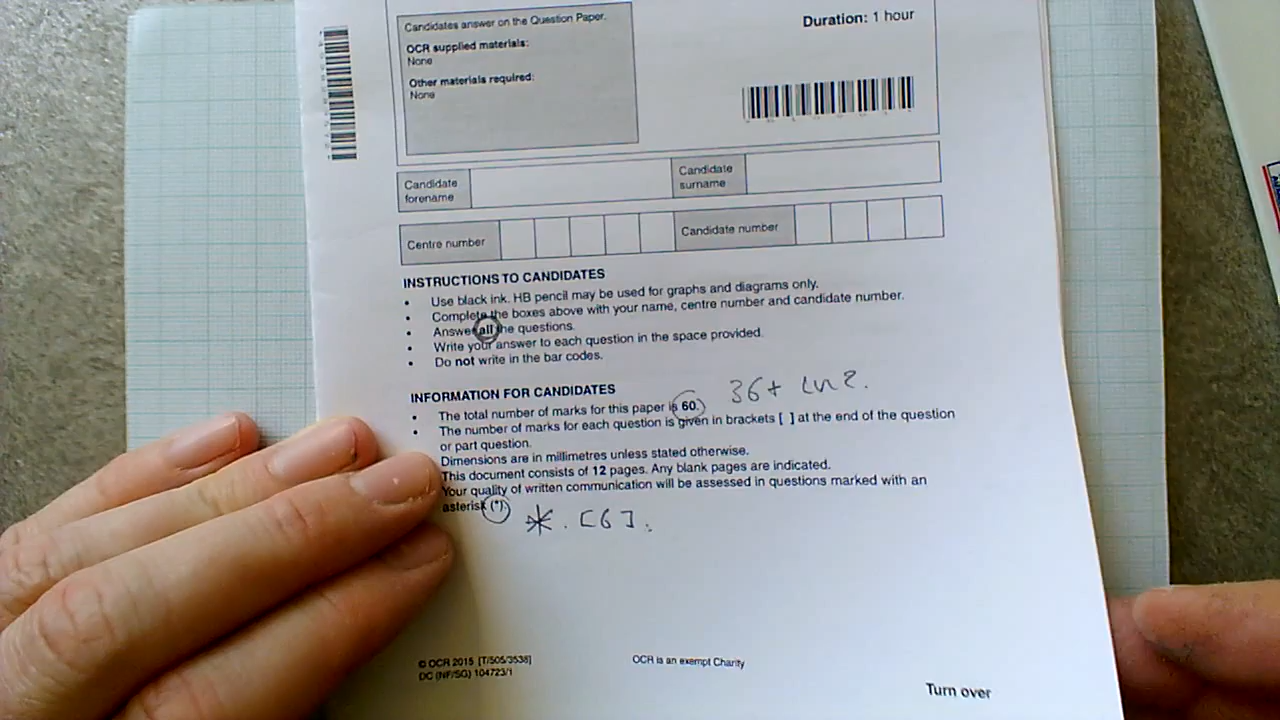 Candidates answer on the Question Paper.
Duration: 1 hour
OCR supplied materials:
None
Other materials required:
None
Candidate forename
Candidate surname
Centre number
Candidate number
INSTRUCTIONS TO CANDIDATES
• Use black ink. HB pencil may be used for graphs and diagrams only.
• Complete the boxes above with your name, centre number and candidate number.
• Answer all the questions.
• Write your answer to each question in the space provided.
• Do not write in the bar codes.
INFORMATION FOR CANDIDATES
• The total number of marks for this paper is 60. 36+
• The number of marks for each question is given in brackets [ ] at the end of the question
or part question.
Dimensions are in millimetres unless stated otherwise.
This document consists of 12 pages. Any blank pages are indicated.
Your quality of written communication will be assessed in questions marked with an
asterisk (*).
* . [6].
© OCR 2015 [T/505/3538]
DC (NF/SG) 104723/1
OCR is an exempt Charity
Turn over